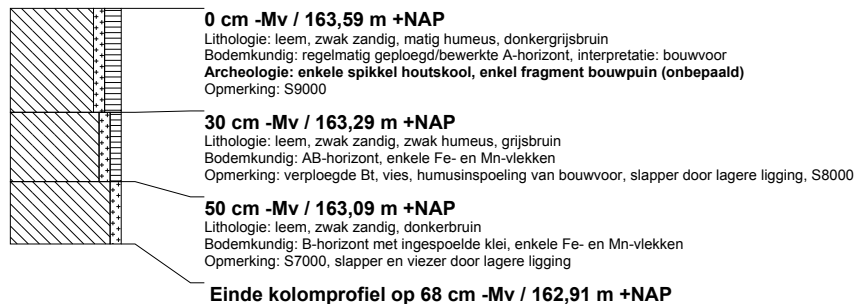 0 cm -Mv / 163,59 m +NAP
Lithologie: leem, zwak zandig, matig humeus, donkergrijsbruin
Bodemkundig: regelmatig geploegd/bewerkte A-horizont, interpretatie: bouwvoor
Archeologie: enkele spikkel houtskool, enkel fragment bouwpuin (onbepaald)
Opmerking: S9000
30 cm -Mv / 163,29 m +NAP
Lithologie: leem, zwak zandig, zwak humeus, grijsbruin
Bodemkundig: AB-horizont, enkele Fe- en Mn-vlekken
Opmerking: verploegde Bt, vies, humusinspoeling van bouwvoor, slapper door lagere ligging, S8000
50 cm -Mv / 163,09 m +NAP
Lithologie: leem, zwak zandig, donkerbruin
Bodemkundig: B-horizont met ingespoelde klei, enkele Fe- en Mn-vlekken
Opmerking: S7000, slapper en viezer door lagere ligging
Einde kolomprofiel op 68 cm -Mv / 162,91 m +NAP